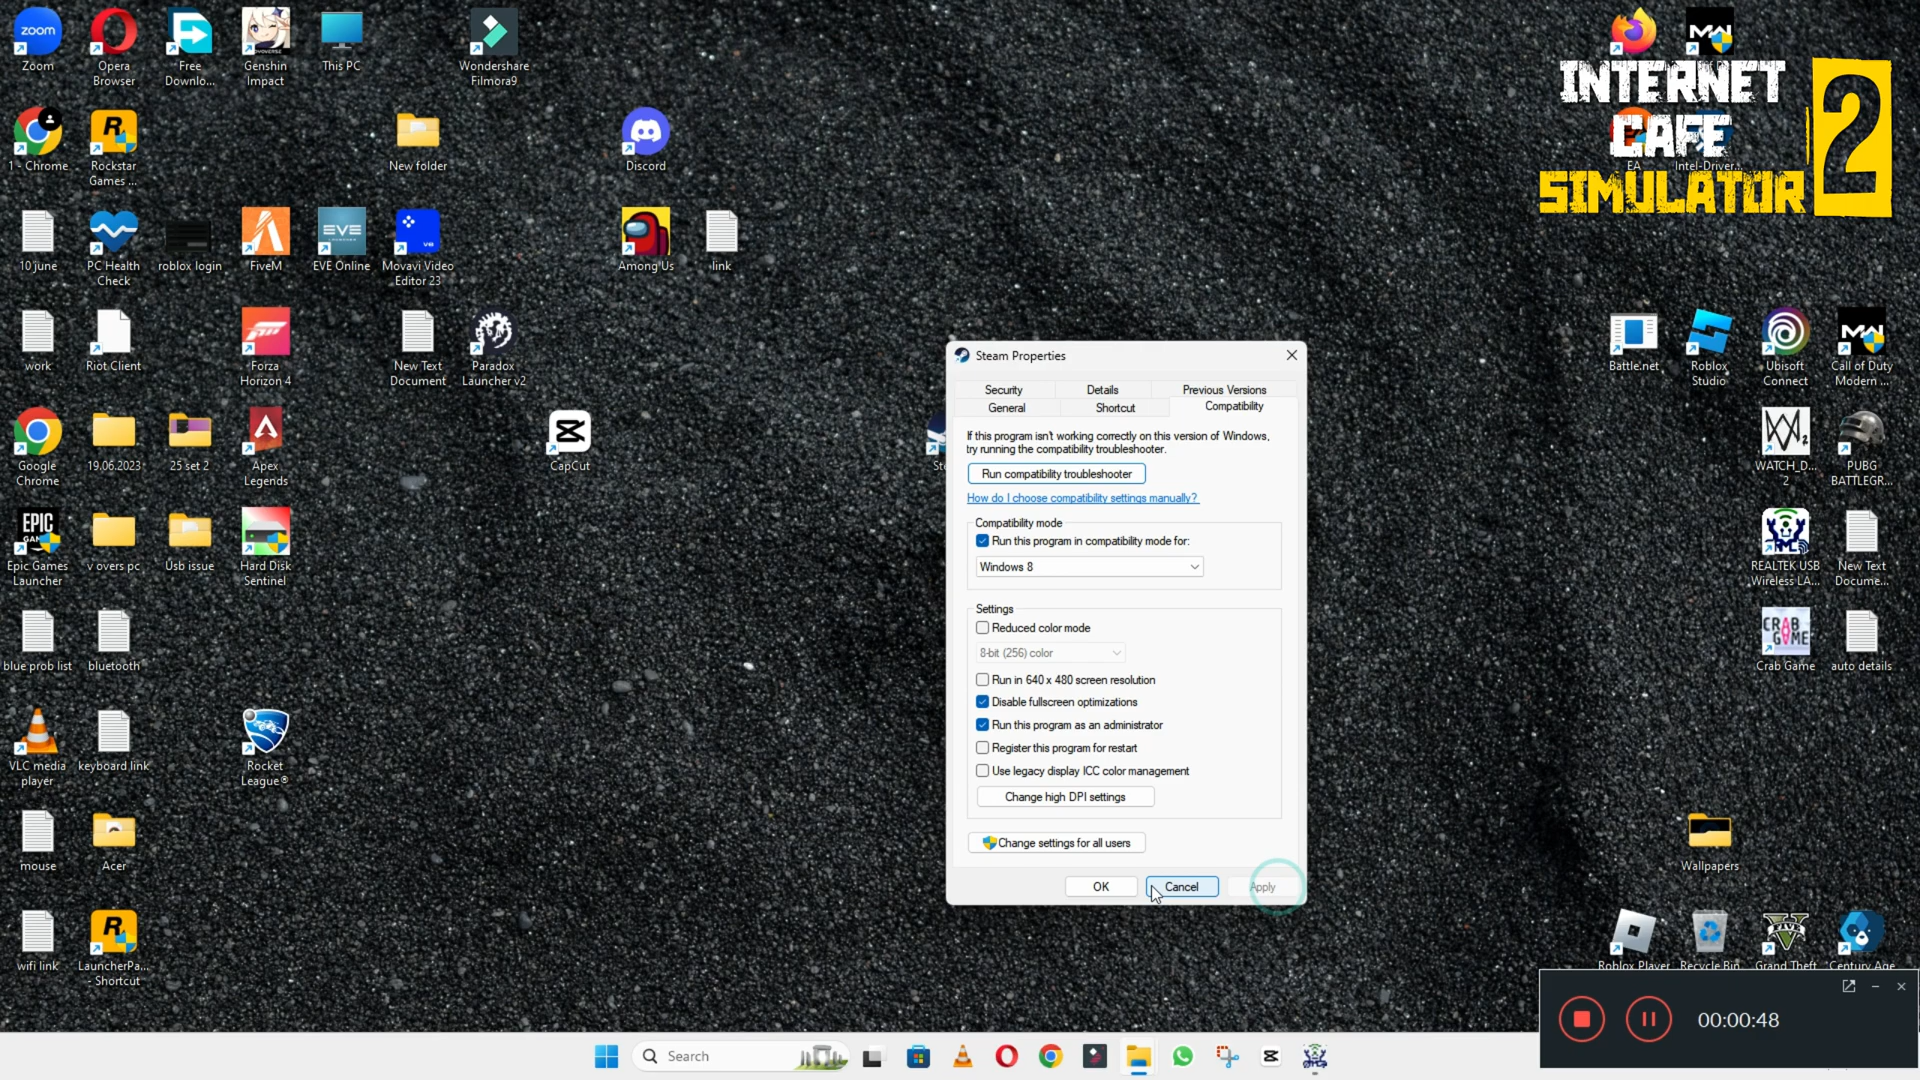 Zoom
Opera
Browser
Free
Downlo...
Genshin
Impact
This PC
Wondershare
Filmora9
INTERNET
CAFE
SIMULATOR
2
1 - Chrome
Rockstar
Games ...
New folder
Discord
EA
Intel-Driver...
10 june
PC Health
Check
roblox login
FiveM
EVE Online
Movavi Video
Editor 23
Among Us
link
work
Riot Client
Forza
Horizon 4
New Text
Document
Paradox
Launcher v2
Battle.net
Roblox
Studio
Ubisoft
Connect
Call of Duty
Modern ...
Google
Chrome
19.06.2023
25 set 2
Apex
Legends
CapCut
WATCH_D...
2
PUBG
BATTLEGR...
Epic Games
Launcher
v overs pc
Usb issue
Hard Disk
Sentinel
REALTEK USB
Wireless LA...
New Text
Docume...
blue prob list
bluetooth
Crab Game
auto details
VLC media
player
keyboard link
Rocket
League®
mouse
Acer
Wallpapers
wifi link
LauncherPa...
- Shortcut
Roblox Player
Recycle Bin
Grand Theft
Century Age
Steam Properties
Security
Details
Previous Versions
General
Shortcut
Compatibility
If this program isn't working correctly on this version of Windows,
try running the compatibility troubleshooter.
Run compatibility troubleshooter
How do I choose compatibility settings manually?
Compatibility mode
Run this program in compatibility mode for:
Windows 8
Settings
Reduced color mode
8-bit (256) color
Run in 640 x 480 screen resolution
Disable fullscreen optimizations
Run this program as an administrator
Register this program for restart
Use legacy display ICC color management
Change high DPI settings
Change settings for all users
OK
Cancel
Apply
00:00:48
Search